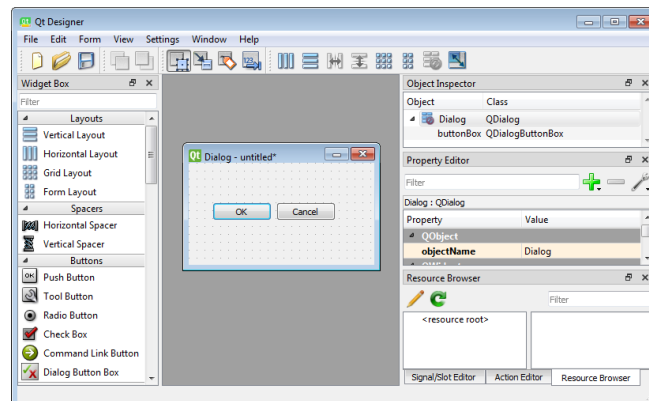 Qt Designer
File Edit Form View Settings Window Help
Widget Box
Filter
Layouts
Vertical Layout
Horizontal Layout
Grid Layout
Form Layout
Spacers
Horizontal Spacer
Vertical Spacer
Buttons
OK Push Button
Tool Button
Radio Button
Check Box
Command Link Button
Dialog Button Box
Qt Dialog - untitled*
OK Cancel
Object Inspector
Object Class
Dialog QDialog
buttonBox QDialogButtonBox
Property Editor
Filter
Dialog : QDialog
Property Value
QObject
objectName Dialog
Resource Browser
Filter
<resource root>
Signal/Slot Editor Action Editor Resource Browser